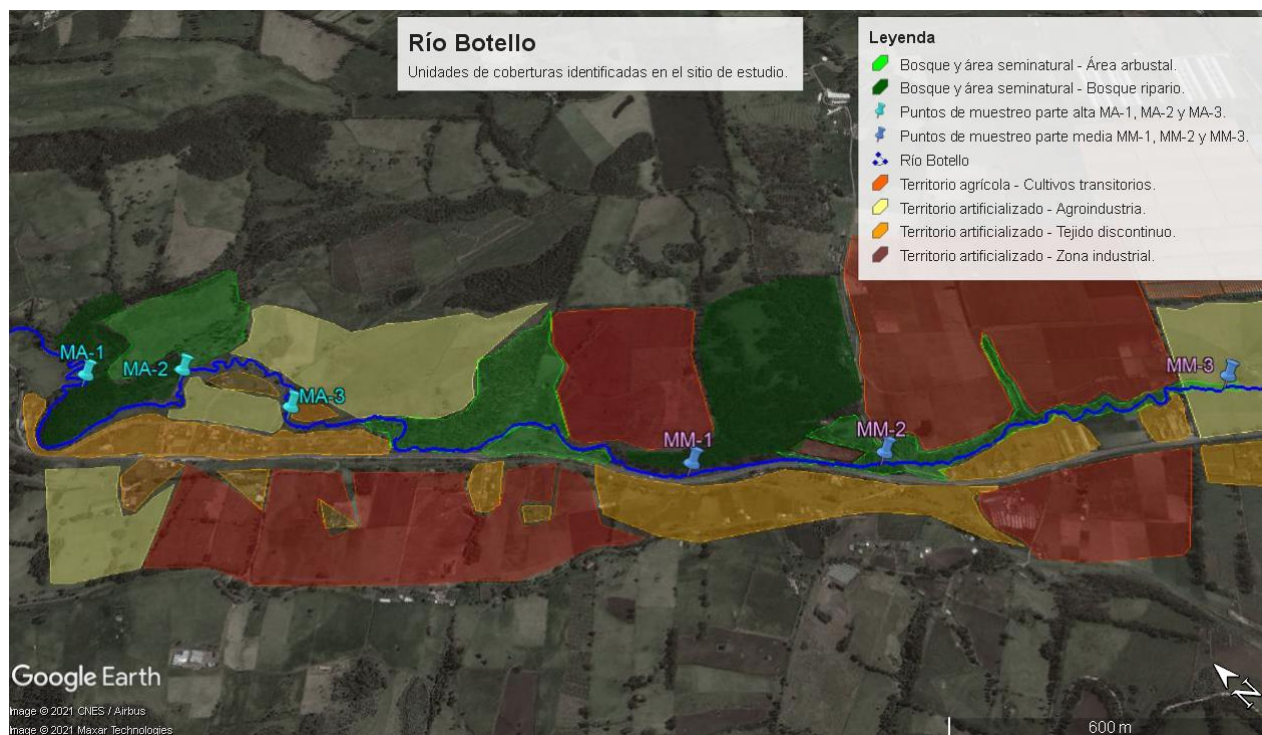 Río Botello
Unidades de coberturas identificadas en el sitio de estudio.
Leyenda
Bosque y área seminatural - Área arbustal.
Bosque y área seminatural - Bosque ripario.
Puntos de muestreo parte alta MA-1, MA-2 y MA-3.
Puntos de muestreo parte media MM-1, MM-2 y MM-3.
Río Botello
Territorio agrícola - Cultivos transitorios.
Territorio artificializado - Agroindustria.
Territorio artificializado - Tejido discontinuo.
Territorio artificializado - Zona industrial.
MA-1
MA-2
MA-3
MM-1
MM-2
MM-3
Google Earth
Image © 2021 CNES / Airbus
Image © 2021 Maxar Technologies
N
600 m